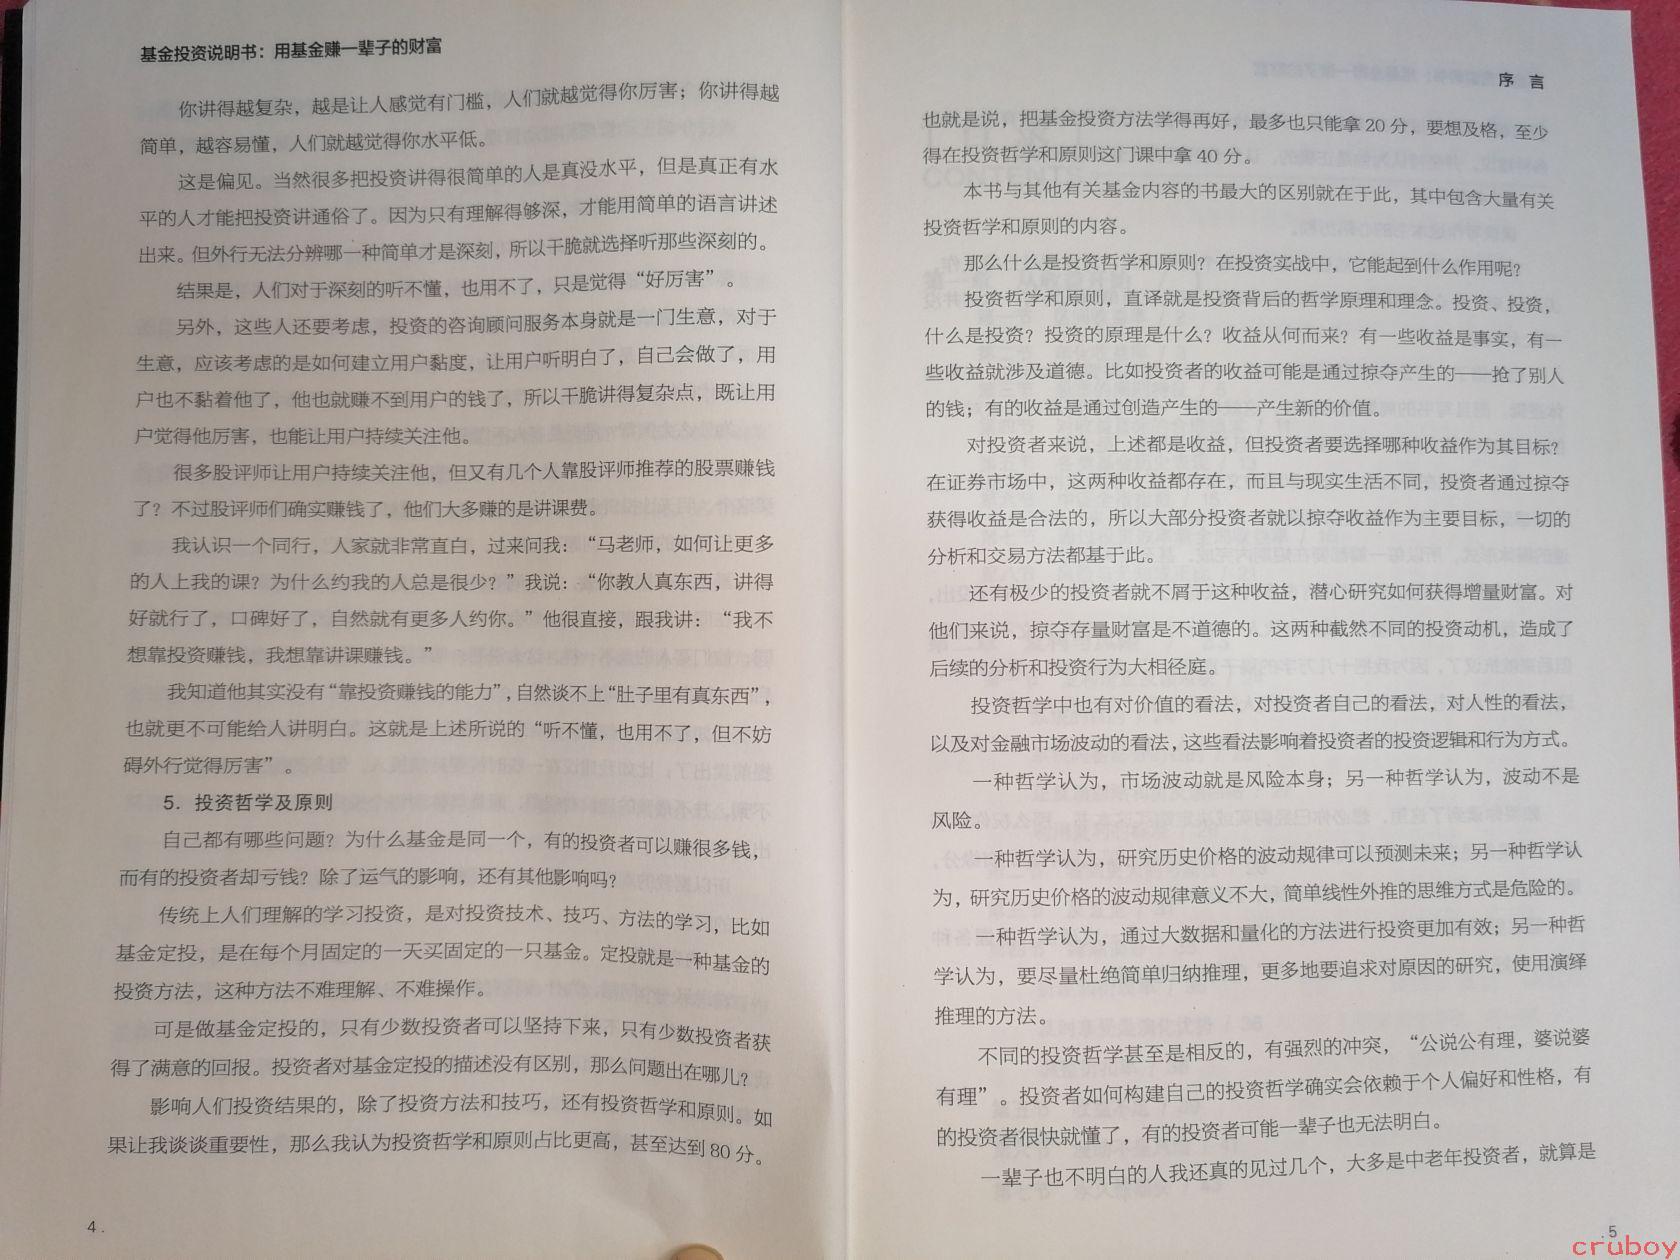 基金投资说明书：用基金赚一辈子的财富
你讲得越复杂，越是让人感觉有门槛，人们就越觉得你厉害；你讲得越
简单，越容易懂，人们就越觉得你水平低。
这是偏见。当然很多把投资讲得很简单的人是真没水平，但是真正有水
平的人才能把投资讲通俗了。因为只有理解得够深，才能用简单的语言讲述
出来。但外行无法分辨哪一种简单才是深刻，所以干脆就选择听那些深刻的。
结果是，人们对于深刻的听不懂，也用不了，只是觉得“好厉害”。
另外，这些人还要考虑，投资的咨询顾问服务本身就是一门生意，对于
生意，应该考虑的是如何建立用户黏度，让用户听明白了，自己会做了，用
户也不黏着他了，他也就赚不到用户的钱了，所以干脆讲得复杂点，既让用
户觉得他厉害，也能让用户持续关注他。
很多股评师让用户持续关注他，但又有几个人靠股评师推荐的股票赚钱
了？不过股评师们确实赚钱了，他们大多赚的是讲课费。
我认识一个同行，人家就非常直白，过来问我：“马老师，如何让更多
的人上我的课？为什么约我的人总是很少？”我说：“你教人真东西，讲得
好就行了，口碑好了，自然就有更多人约你。”他很直接，跟我讲：“我不
想靠投资赚钱，我想靠讲课赚钱。”
我知道他其实没有“靠投资赚钱的能力”，自然谈不上“肚子里有真东西”，
也就更不可能给人讲明白。这就是上述所说的“听不懂，也用不了，但不妨
碍外行觉得厉害”。
5．投资哲学及原则
自己都有哪些问题？为什么基金是同一个，有的投资者可以赚很多钱，
而有的投资者却亏钱？除了运气的影响，还有其他影响吗？
传统上人们理解的学习投资，是对投资技术、技巧、方法的学习，比如
基金定投，是在每个月固定的一天买固定的一只基金。定投就是一种基金的
投资方法，这种方法不难理解、不难操作。
可是做基金定投的，只有少数投资者可以坚持下来，只有少数投资者获
得了满意的回报。投资者对基金定投的描述没有区别，那么问题出在哪儿？
影响人们投资结果的，除了投资方法和技巧，还有投资哲学和原则。如
果让我谈谈重要性，那么我认为投资哲学和原则占比更高，甚至达到 80 分。
4 .
序 言
也就是说，把基金投资方法学得再好，最多也只能拿 20 分，要想及格，至少
得在投资哲学和原则这门课中拿 40 分。
本书与其他有关基金内容的书最大的区别就在于此，其中包含大量有关
投资哲学和原则的内容。
那么什么是投资哲学和原则？在投资实战中，它能起到什么作用呢？
投资哲学和原则，直译就是投资背后的哲学原理和理念。投资、投资，
什么是投资？投资的原理是什么？收益从何而来？有一些收益是事实，有一
些收益就涉及道德。比如投资者的收益可能是通过掠夺产生的——抢了别人
的钱；有的收益是通过创造产生的——产生新的价值。
对投资者来说，上述都是收益，但投资者要选择哪种收益作为其目标？
在证券市场中，这两种收益都存在，而且与现实生活不同，投资者通过掠夺
获得收益是合法的，所以大部分投资者就以掠夺收益作为主要目标，一切的
分析和交易方法都基于此。
还有极少的投资者就不屑于这种收益，潜心研究如何获得增量财富。对
他们来说，掠夺存量财富是不道德的。这两种截然不同的投资动机，造成了
后续的分析和投资行为大相径庭。
投资哲学中也有对价值的看法，对投资者自己的看法，对人性的看法，
以及对金融市场波动的看法，这些看法影响着投资者的投资逻辑和行为方式。
一种哲学认为，市场波动就是风险本身；另一种哲学认为，波动不是
风险。
一种哲学认为，研究历史价格的波动规律可以预测未来；另一种哲学认
为，研究历史价格的波动规律意义不大，简单线性外推的思维方式是危险的。
一种哲学认为，通过大数据和量化的方法进行投资更加有效；另一种哲
学认为，要尽量杜绝简单归纳推理，更多地要追求对原因的研究，使用演绎
推理的方法。
不同的投资哲学甚至是相反的，有强烈的冲突，“公说公有理，婆说婆
有理”。投资者如何构建自己的投资哲学确实会依赖于个人偏好和性格，有
的投资者很快就懂了，有的投资者可能一辈子也无法明白。
一辈子也不明白的人我还真的见过几个，大多是中老年投资者，就算是
. 5
cruboy